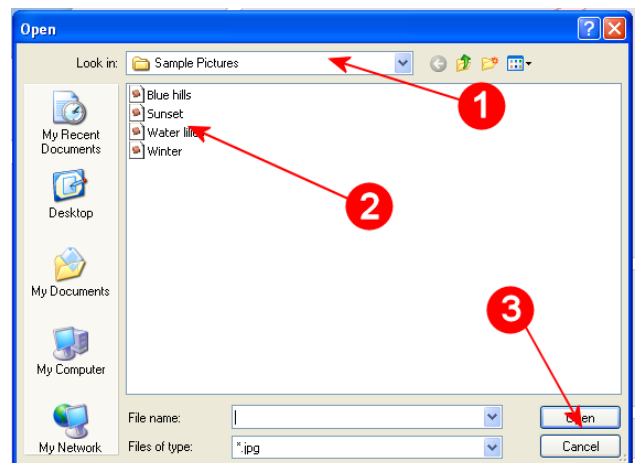 Open
Look in: Sample Pictures
1
Blue hills
Sunset
Water
Winter
2
My Recent
Documents
Desktop
My Documents
My Computer
My Network
3
File name:
Open
Files of type: *.jpg
Cancel